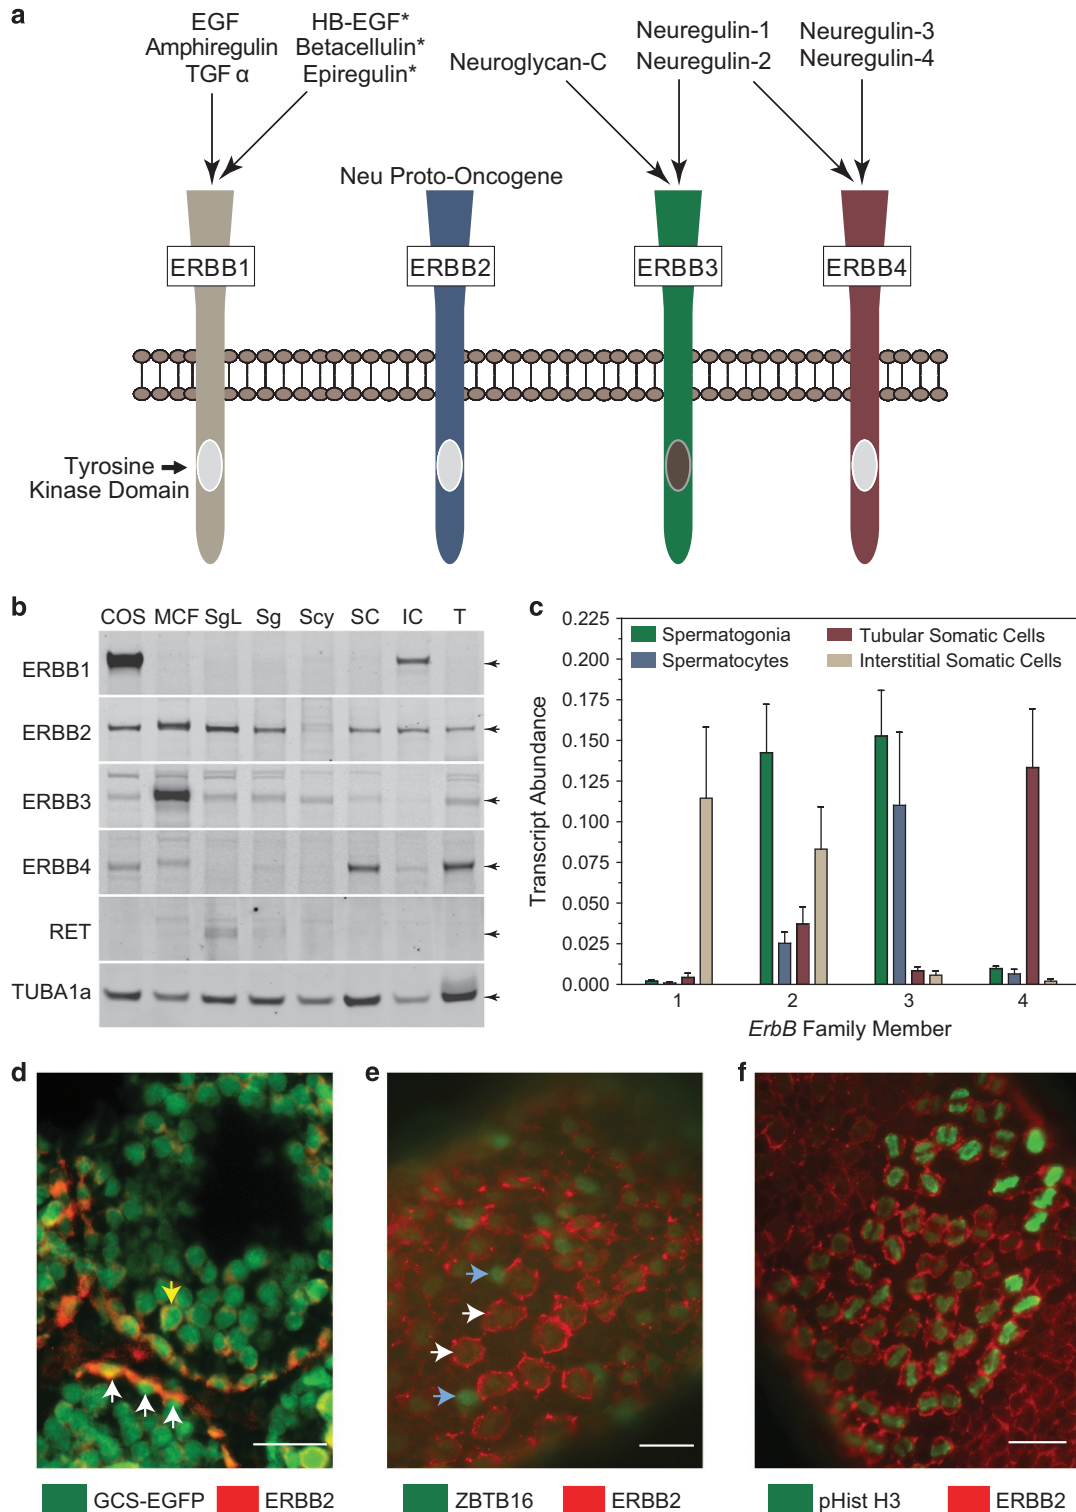 a
EGF
Amphiregulin
TGF α
HB-EGF*
Betacellulin*
Epiregulin*
Neuroglycan-C
Neuregulin-1
Neuregulin-2
Neuregulin-3
Neuregulin-4
Neu Proto-Oncogene
ERBB1
ERBB2
ERBB3
ERBB4
Tyrosine
Kinase Domain
b
COS MCF SgL Sg Scy SC IC T
ERBB1
ERBB2
ERBB3
ERBB4
RET
TUBA1a
c
Transcript Abundance
0.225
0.200
0.175
0.150
0.125
0.100
0.075
0.050
0.025
0.000
Spermatogonia
Spermatocytes
Tubular Somatic Cells
Interstitial Somatic Cells
1 2 3 4
ErbB Family Member
d
GCS-EGFP ERBB2
e
ZBTB16 ERBB2
f
pHist H3 ERBB2